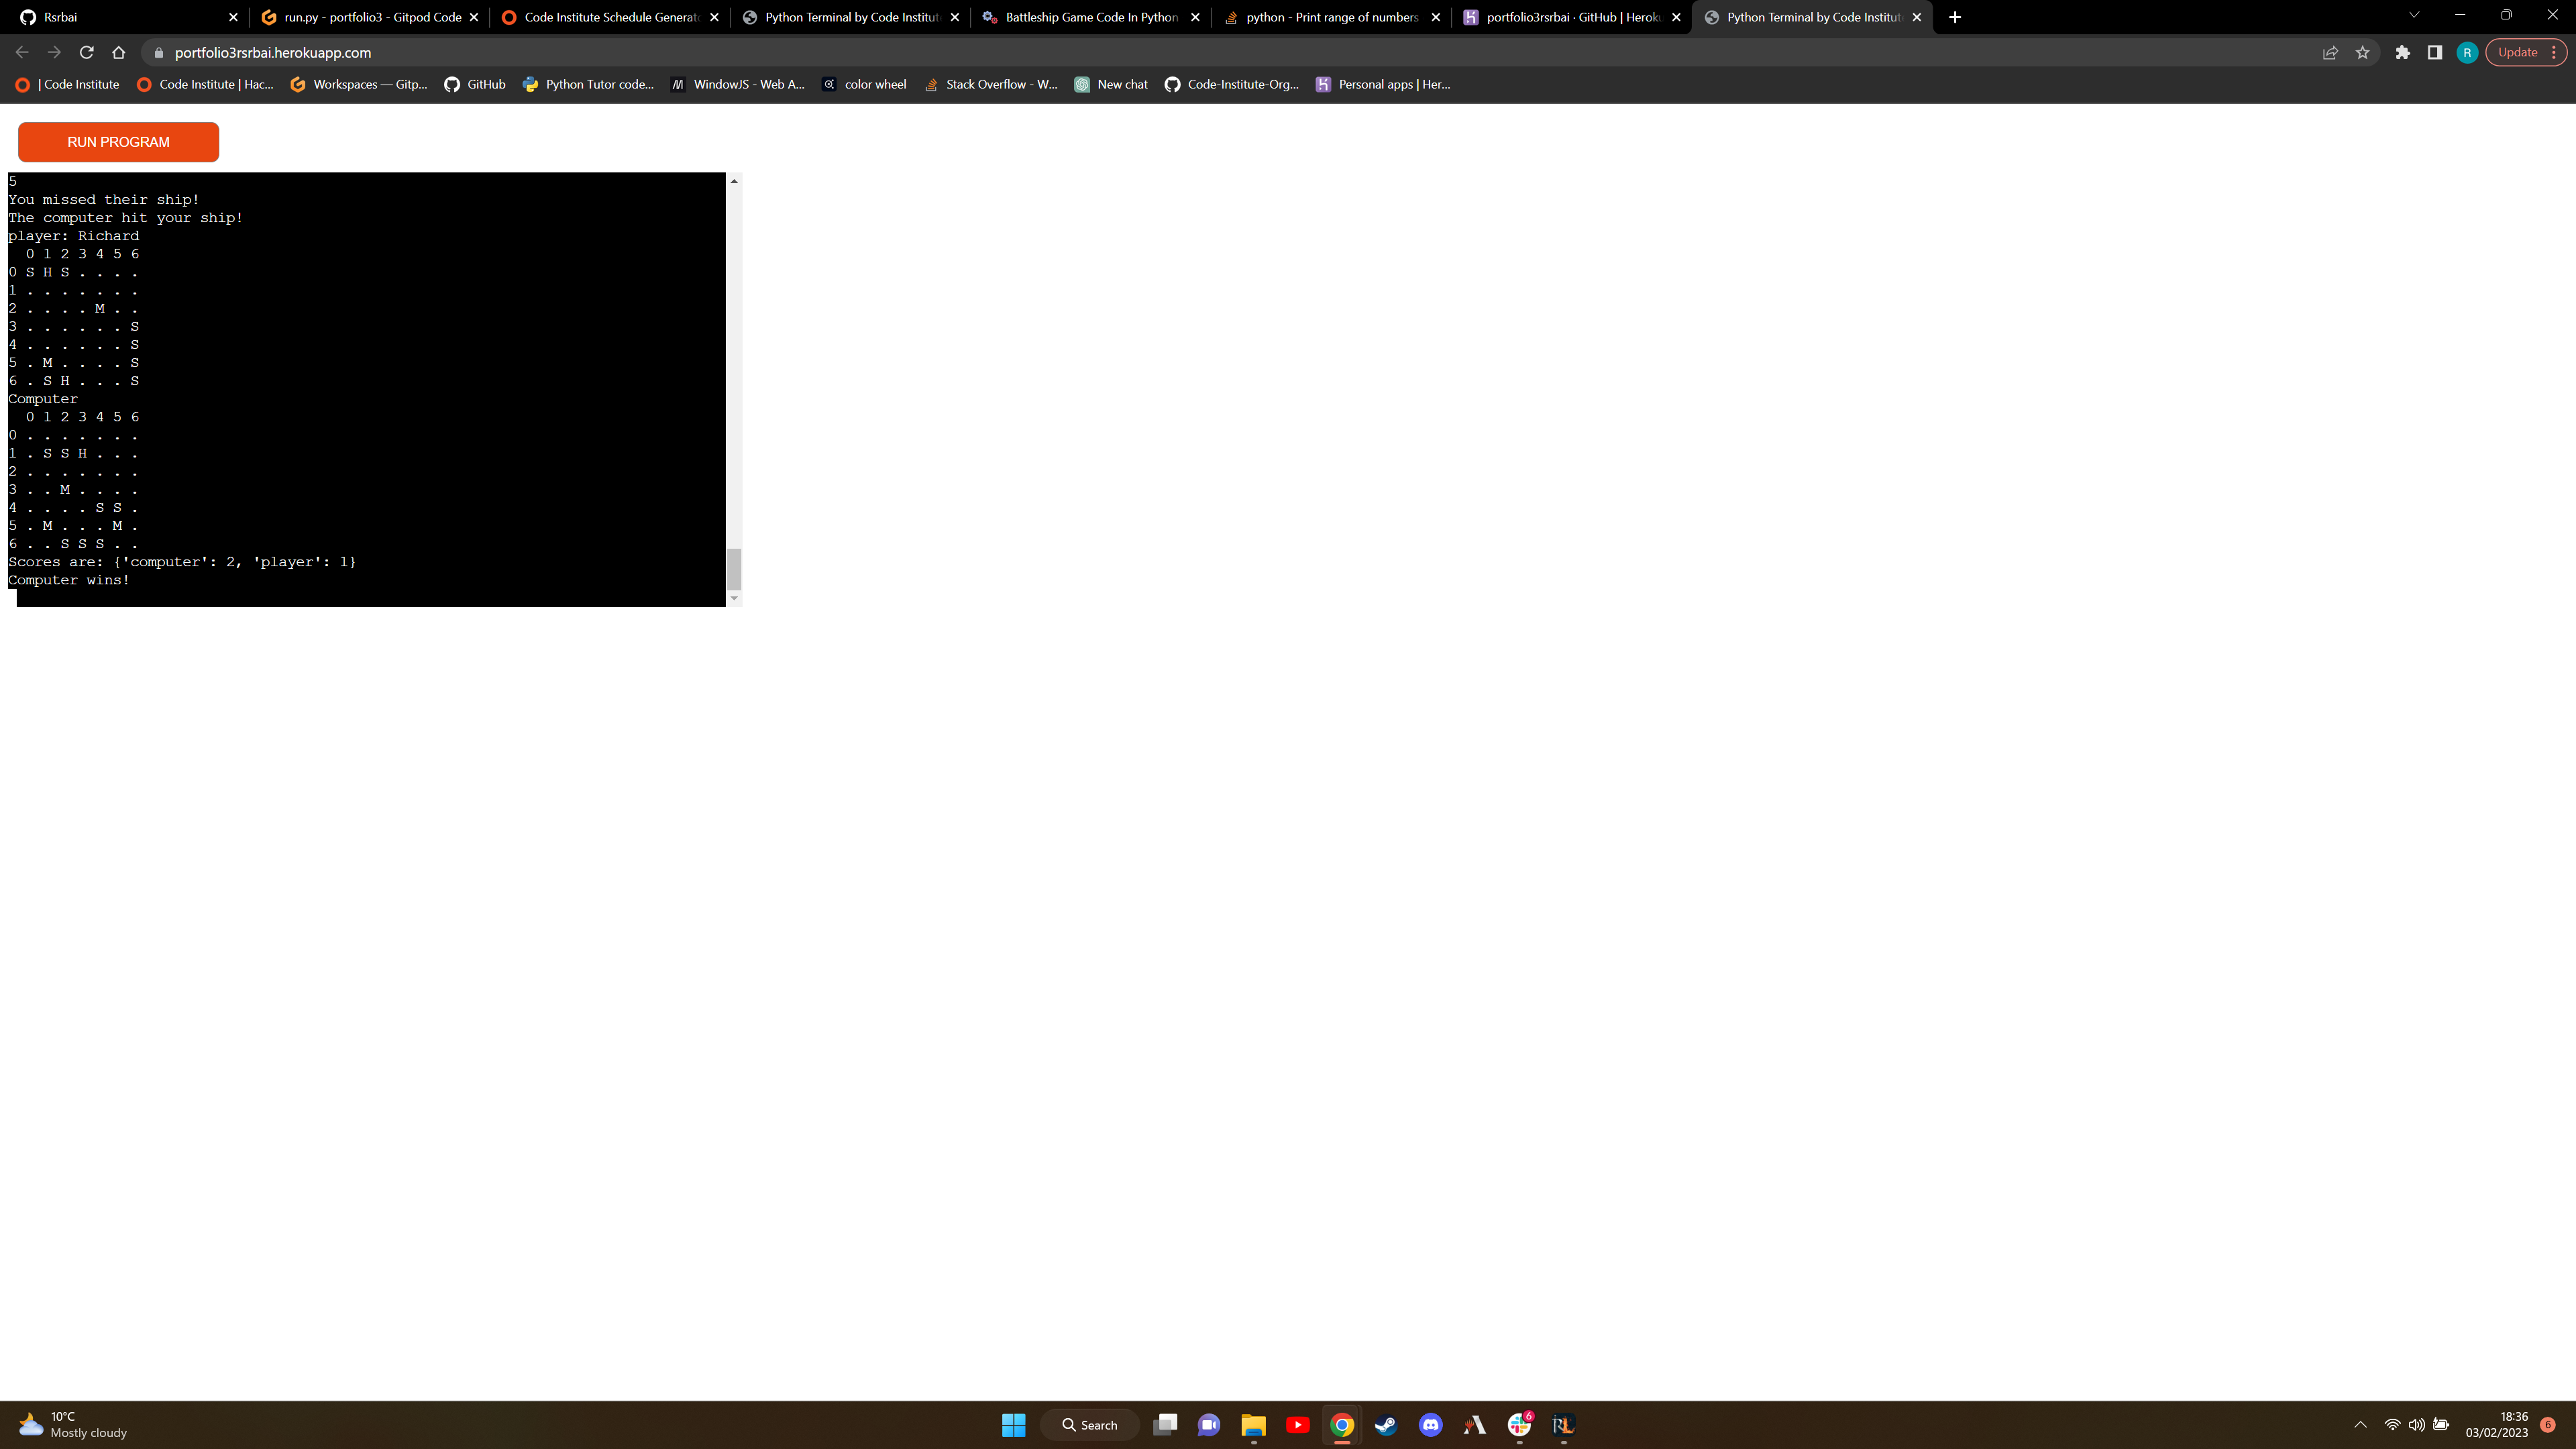 Rsrbai
run.py - portfolio3 - Gitpod Code
Code Institute Schedule Generat
Python Terminal by Code Institut
Battleship Game Code In Python
python - Print range of numbers
portfolio3rsrbai · GitHub | Herok
Python Terminal by Code Institut
portfolio3rsrbai.herokuapp.com
R
Update
| Code Institute
Code Institute | Hac...
Workspaces — Gitp...
GitHub
Python Tutor code...
WindowJS - Web A...
color wheel
Stack Overflow - W...
New chat
Code-Institute-Org...
Personal apps | Her...
RUN PROGRAM
5
You missed their ship!
The computer hit your ship!
player: Richard
0 1 2 3 4 5 6
0 S H S . . . .
1 . . . . . . .
2 . . . . M . .
3 . . . . . . S
4 . . . . . . S
5 . M . . . . S
6 . S H . . . S
Computer
0 1 2 3 4 5 6
0 . . . . . . .
1 . S S H . . .
2 . . . . . . .
3 . . M . . . .
4 . . . . S S .
5 . M . . . M .
6 . . S S S . .
Scores are: {'computer': 2, 'player': 1}
Computer wins!
10°C
Mostly cloudy
Search
6
18:36
03/02/2023
6